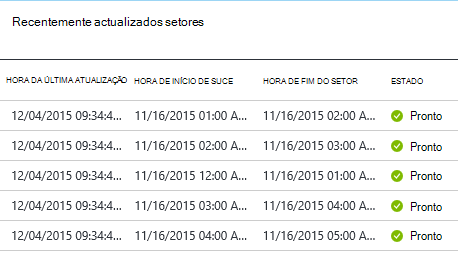 Recentemente actualizados setores
HORA DA ÚLTIMA ATUALIZAÇÃO HORA DE INÍCIO DE SUCE HORA DE FIM DO SETOR ESTADO
12/04/2015 09:34:4... 11/16/2015 01:00 A... 11/16/2015 02:00 A... Pronto
12/04/2015 09:34:4... 11/16/2015 02:00 A... 11/16/2015 03:00 A... Pronto
12/04/2015 09:34:4... 11/16/2015 12:00 A... 11/16/2015 01:00 A... Pronto
12/04/2015 09:34:4... 11/16/2015 03:00 A... 11/16/2015 04:00 A... Pronto
12/04/2015 09:34:4... 11/16/2015 04:00 A... 11/16/2015 05:00 A... Pronto